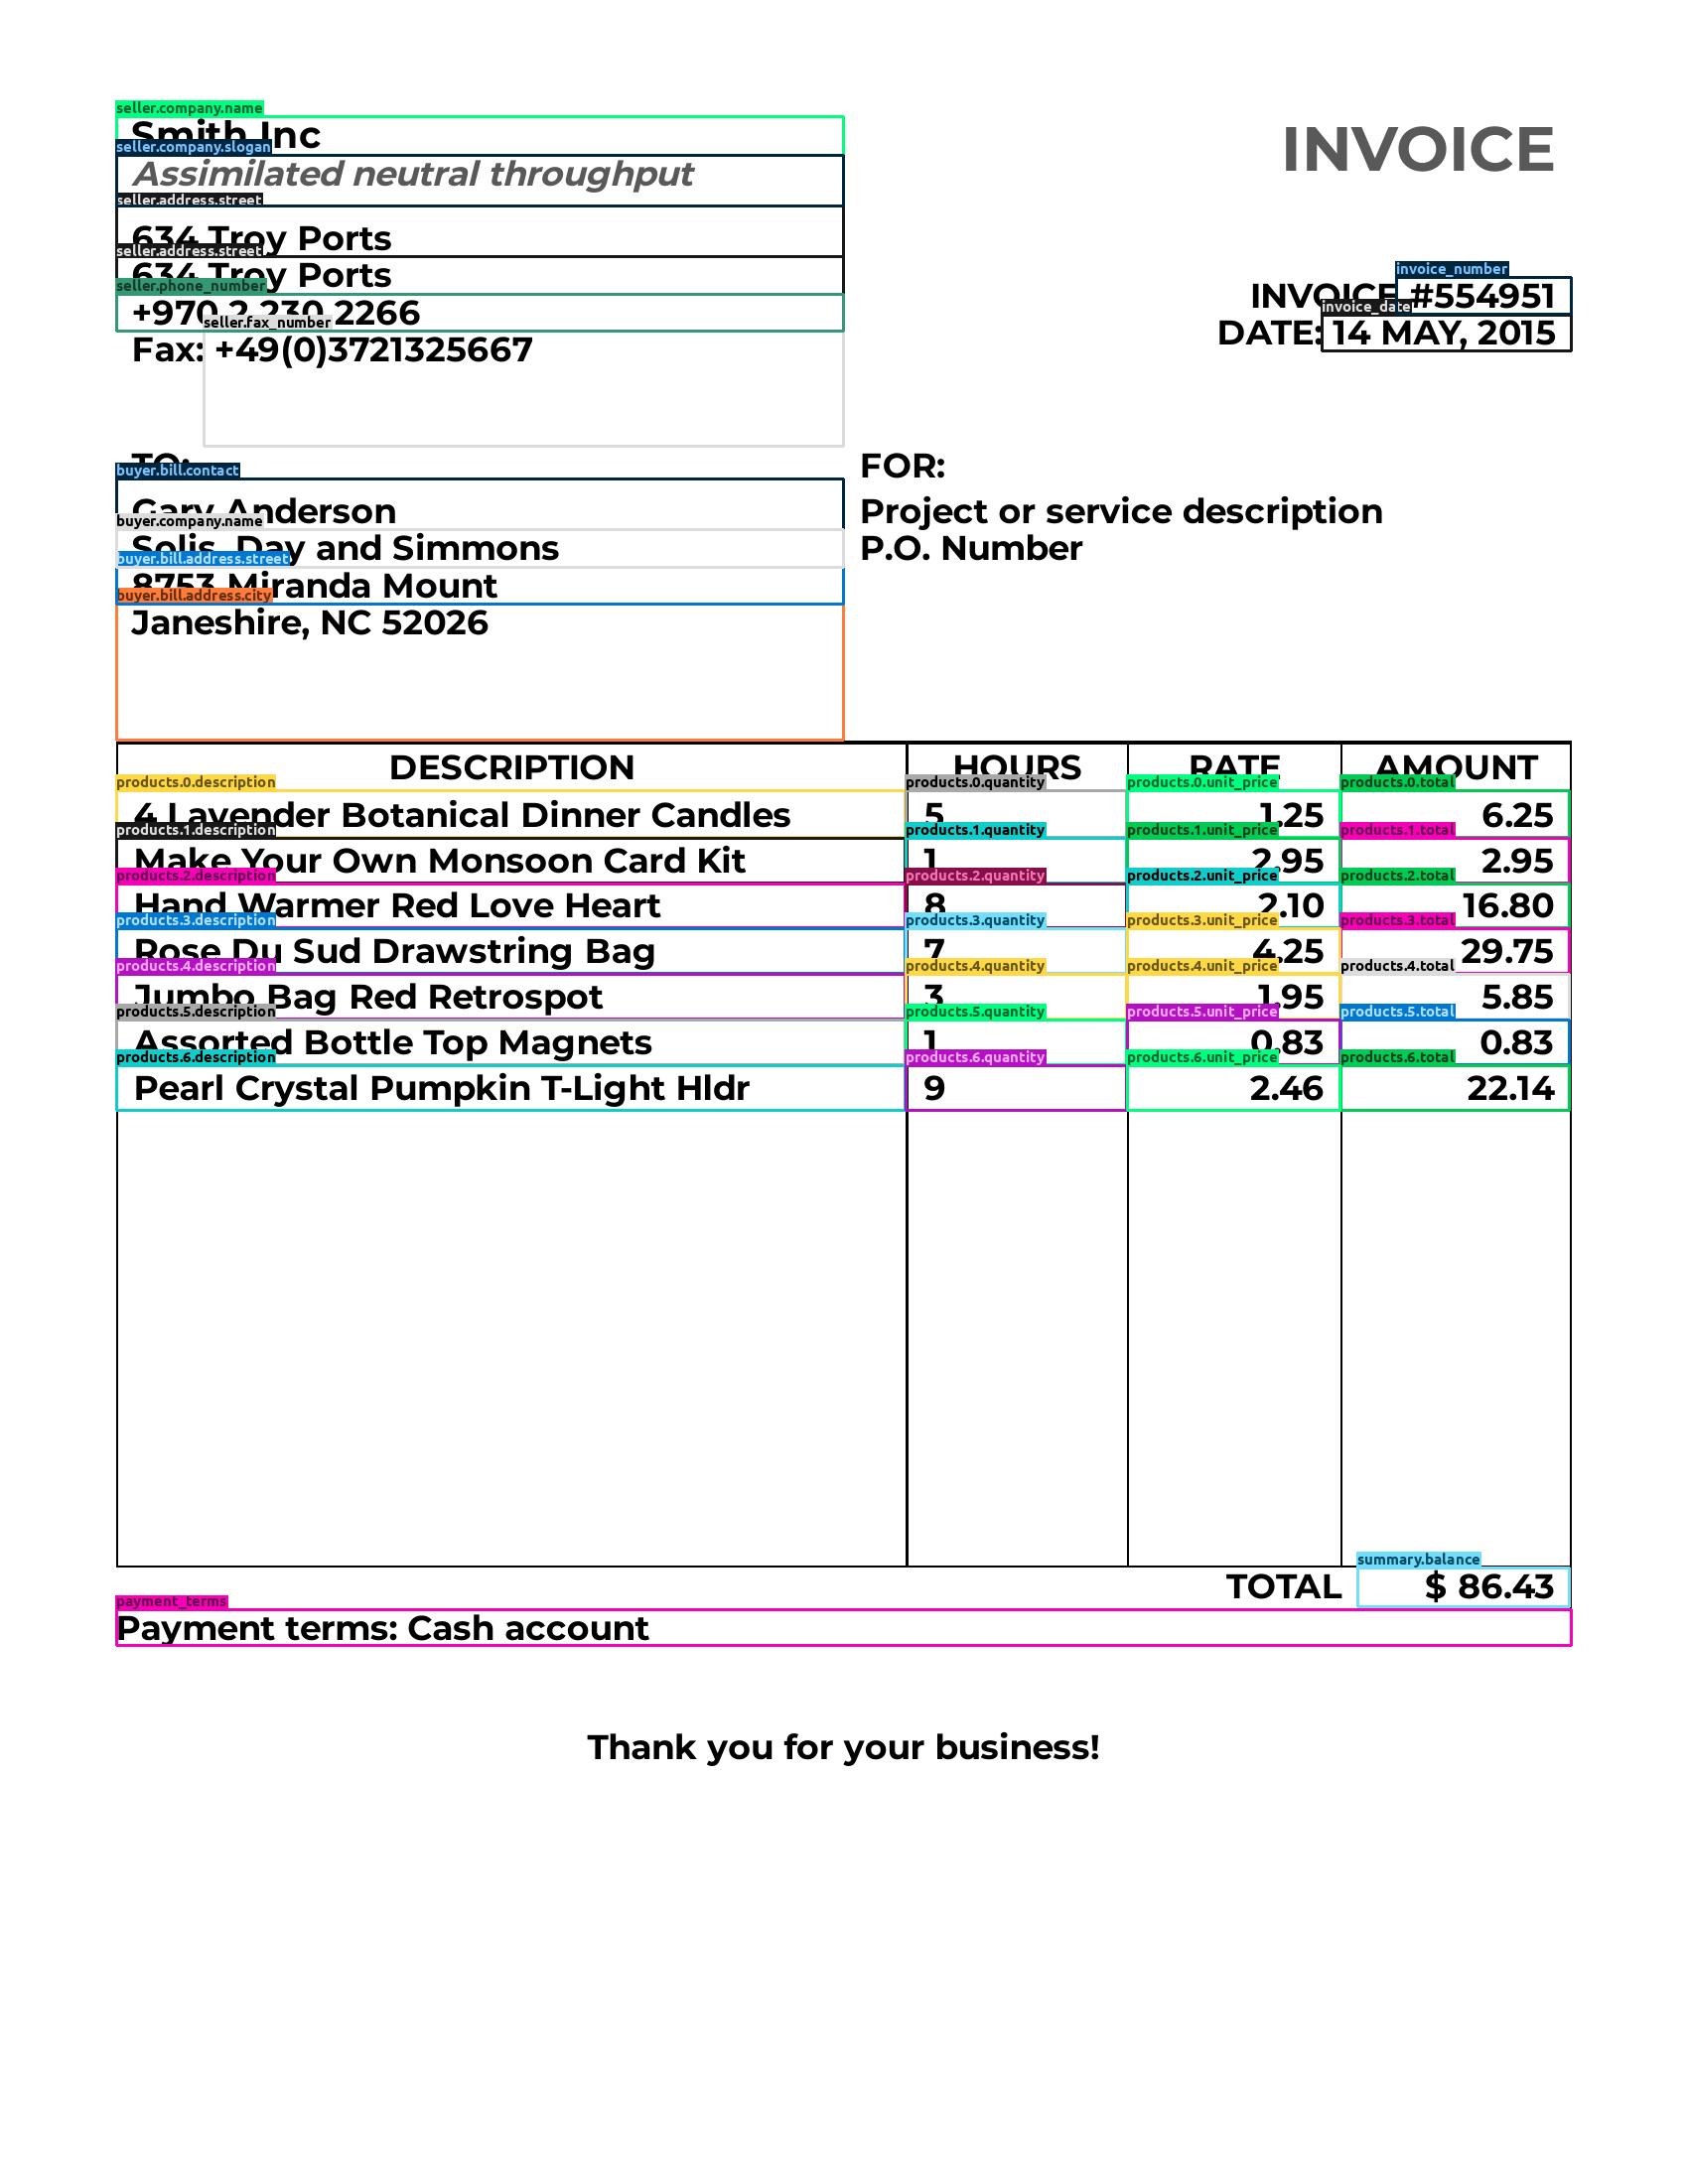 seller.company.name
Smith Inc
seller.company.slogan
Assimilated neutral throughput
INVOICE
seller.address.street
634 Troy Ports
seller.address.street
634 Troy Ports
seller.phone_number
+970 2 230 2266
seller.fax_number
Fax: +49(0)3721325667
invoice_number
INVOICE #554951
invoice_date
DATE: 14 MAY, 2015
TO:
FOR:
buyer.bill.contact
Gary Anderson
Project or service description
buyer.company.name
Solis, Day and Simmons
P.O. Number
buyer.bill.address.street
8753 Miranda Mount
buyer.bill.address.city
Janeshire, NC 52026
DESCRIPTION HOURS RATE AMOUNT
products.0.description products.0.quantity products.0.unit_price products.0.total
4 Lavender Botanical Dinner Candles 5 1.25 6.25
products.1.description products.1.quantity products.1.unit_price products.1.total
Make Your Own Monsoon Card Kit 1 2.95 2.95
products.2.description products.2.quantity products.2.unit_price products.2.total
Hand Warmer Red Love Heart 8 2.10 16.80
products.3.description products.3.quantity products.3.unit_price products.3.total
Rose Du Sud Drawstring Bag 7 4.25 29.75
products.4.description products.4.quantity products.4.unit_price products.4.total
Jumbo Bag Red Retrospot 3 1.95 5.85
products.5.description products.5.quantity products.5.unit_price products.5.total
Assorted Bottle Top Magnets 1 0.83 0.83
products.6.description products.6.quantity products.6.unit_price products.6.total
Pearl Crystal Pumpkin T-Light Hldr 9 2.46 22.14
summary.balance
TOTAL $ 86.43
payment_terms
Payment terms: Cash account
Thank you for your business!